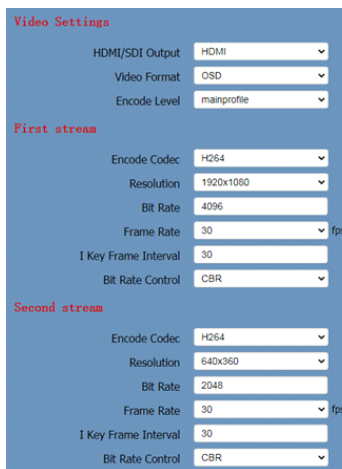 Video Settings
HDMI/SDI Output HDMI
Video Format OSD
Encode Level mainprofile
First stream
Encode Codec H264
Resolution 1920x1080
Bit Rate 4096
Frame Rate 30 fps
I Key Frame Interval 30
Bit Rate Control CBR
Second stream
Encode Codec H264
Resolution 640x360
Bit Rate 2048
Frame Rate 30 fps
I Key Frame Interval 30
Bit Rate Control CBR